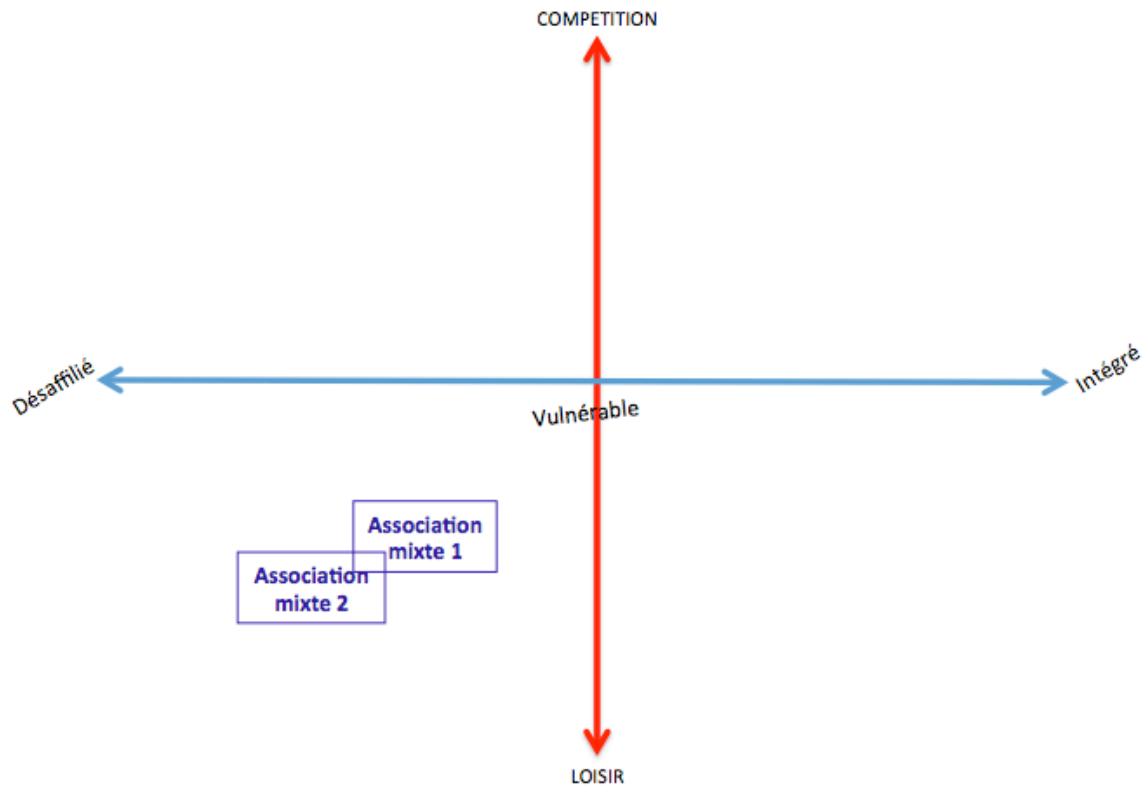 COMPETITION
Désaffilié
Intégré
Vulnérable
Association
mixte 1
Association
mixte 2
LOISIR